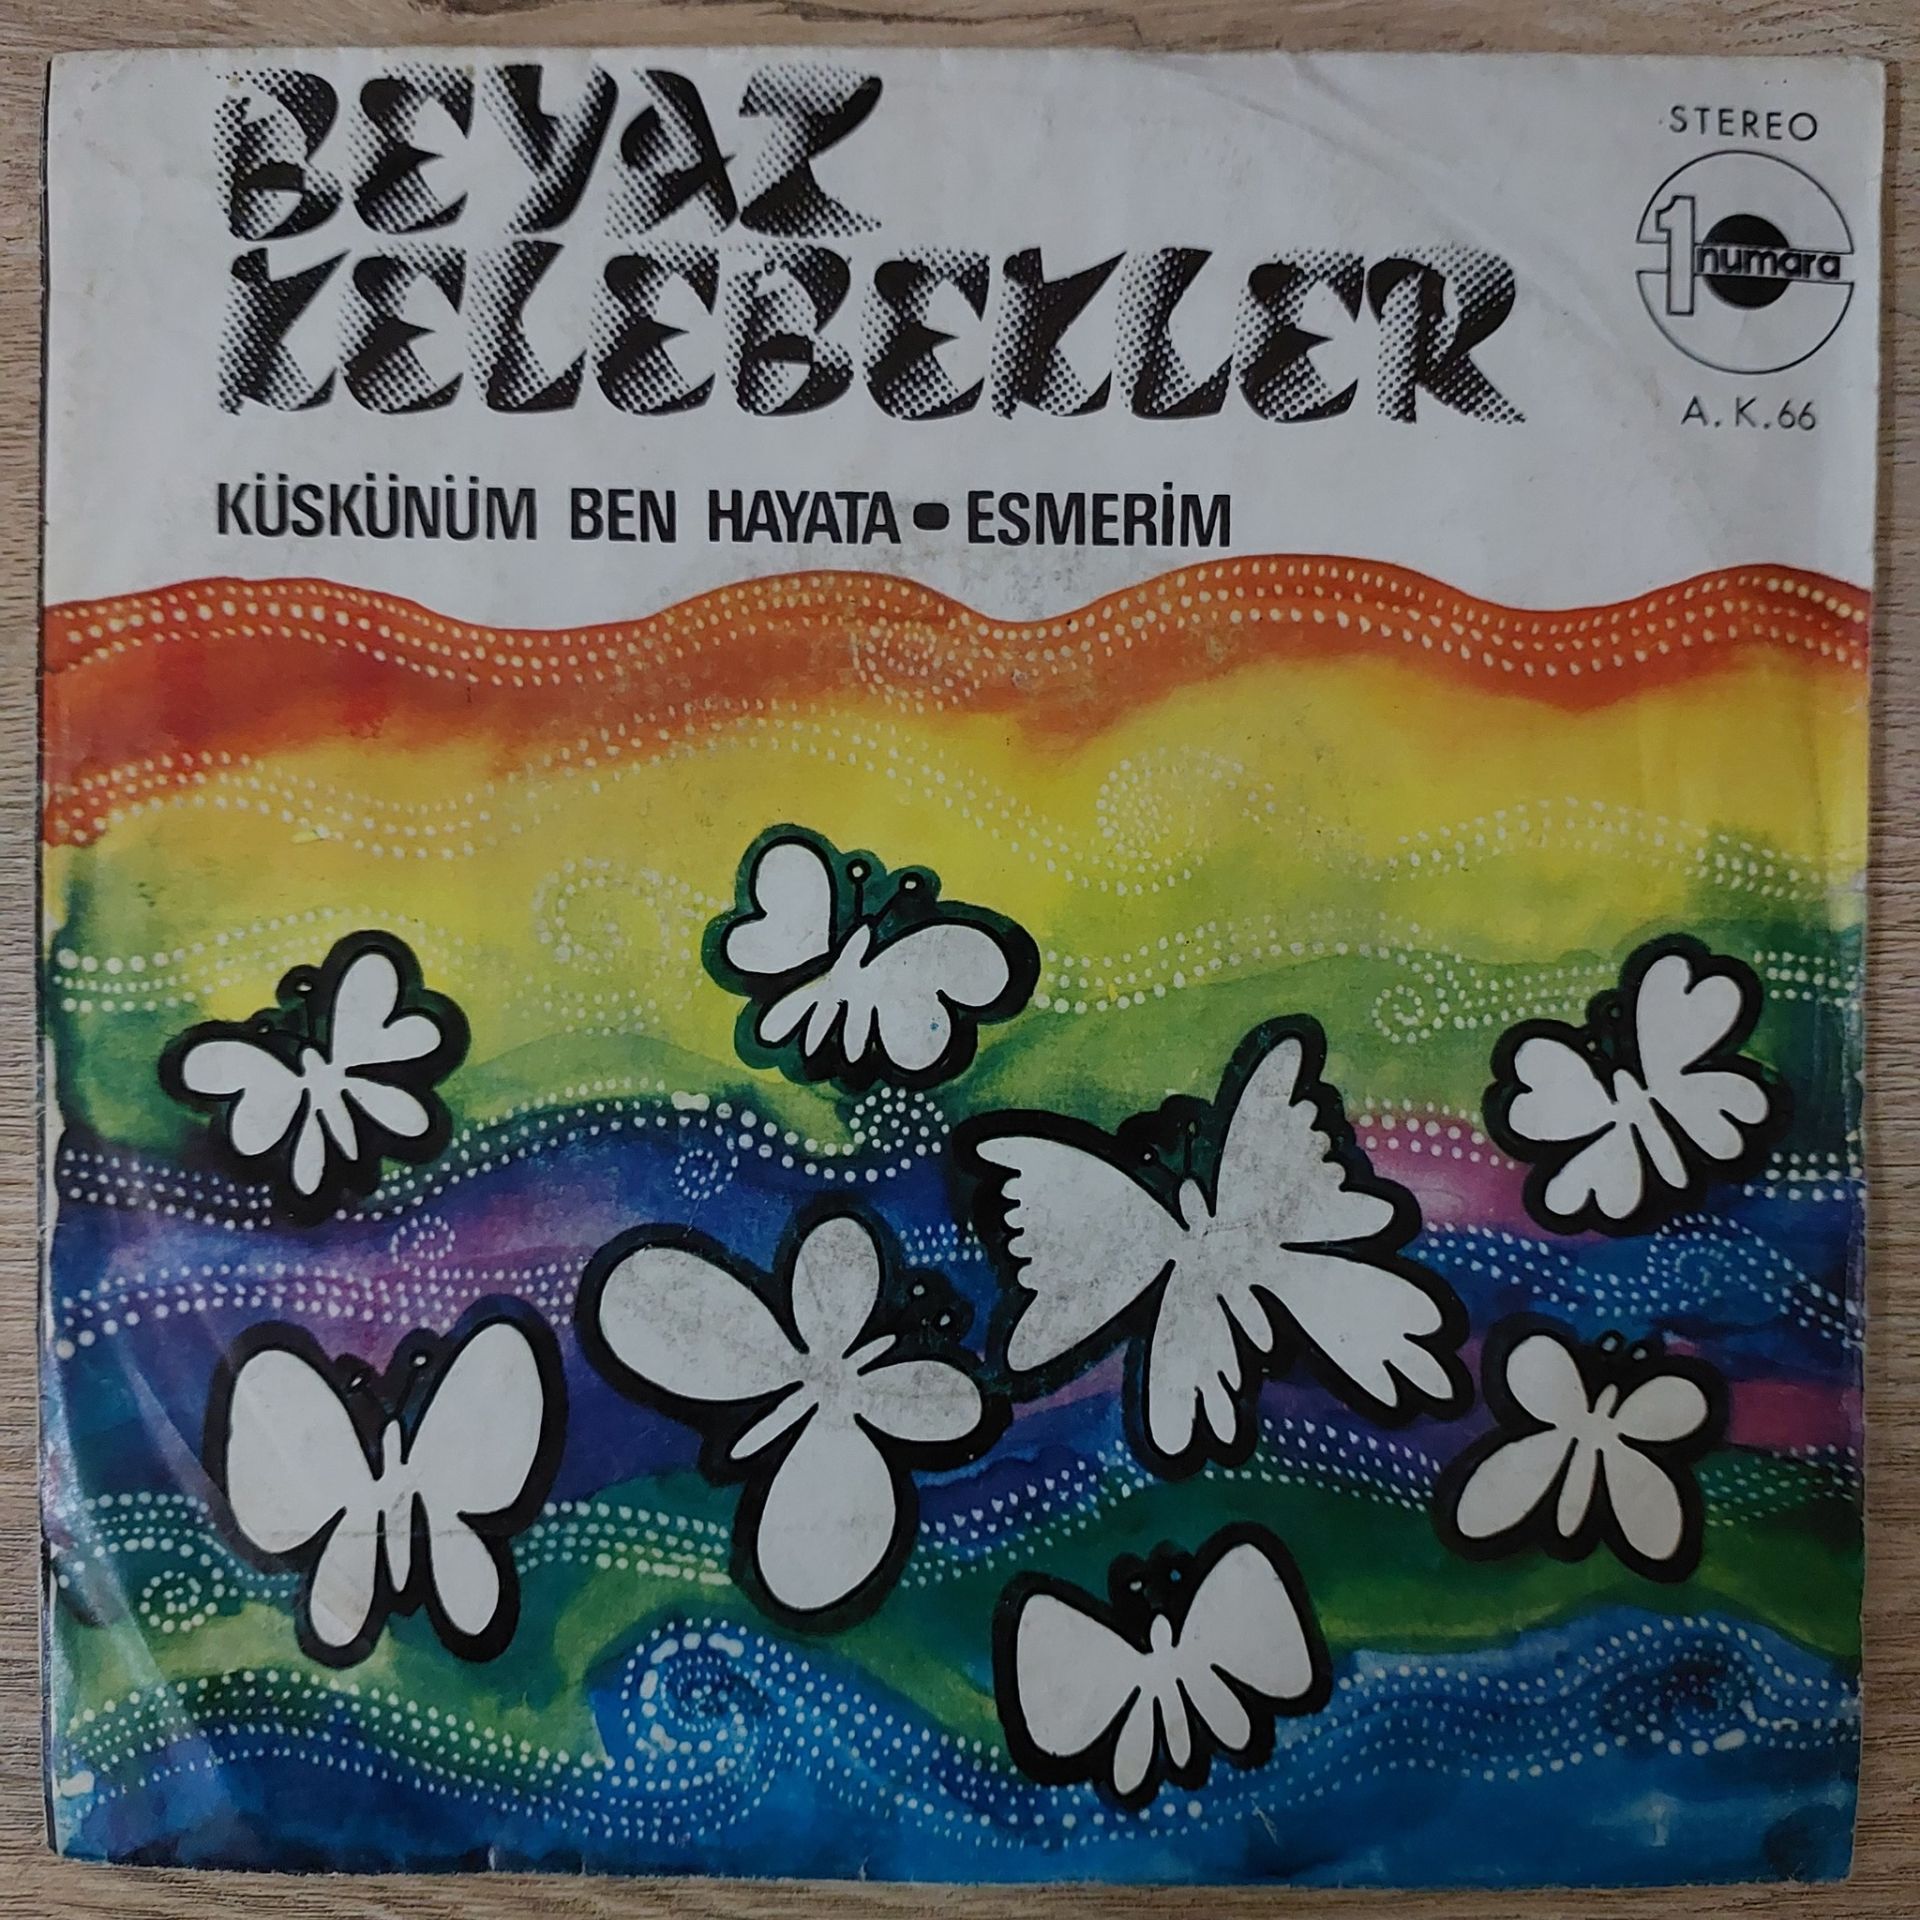 BEYAZ
KELEBEKLER
STEREO
1 numara
A.K.66
KÜSKÜNÜM BEN HAYATA • ESMERİM